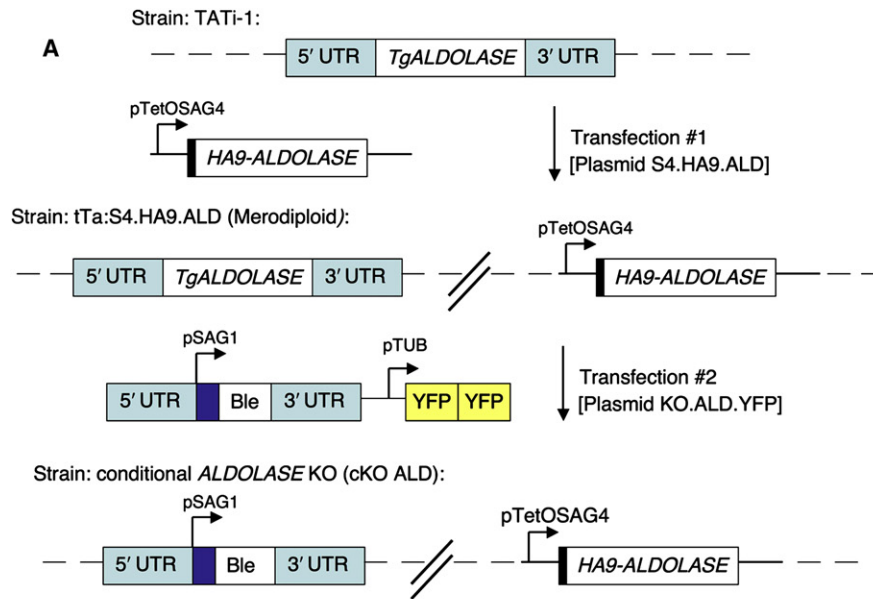 A
Strain: TATi-1:
5′ UTR TgALDOLASE 3′ UTR
pTetOSAG4
HA9-ALDOLASE
Transfection #1
[Plasmid S4.HA9.ALD]
Strain: tTa:S4.HA9.ALD (Merodiploid):
pTetOSAG4
5′ UTR TgALDOLASE 3′ UTR
HA9-ALDOLASE
pSAG1
pTUB
5′ UTR Ble 3′ UTR YFP YFP
Transfection #2
[Plasmid KO.ALD.YFP]
Strain: conditional ALDOLASE KO (cKO ALD):
pSAG1
pTetOSAG4
5′ UTR Ble 3′ UTR
HA9-ALDOLASE